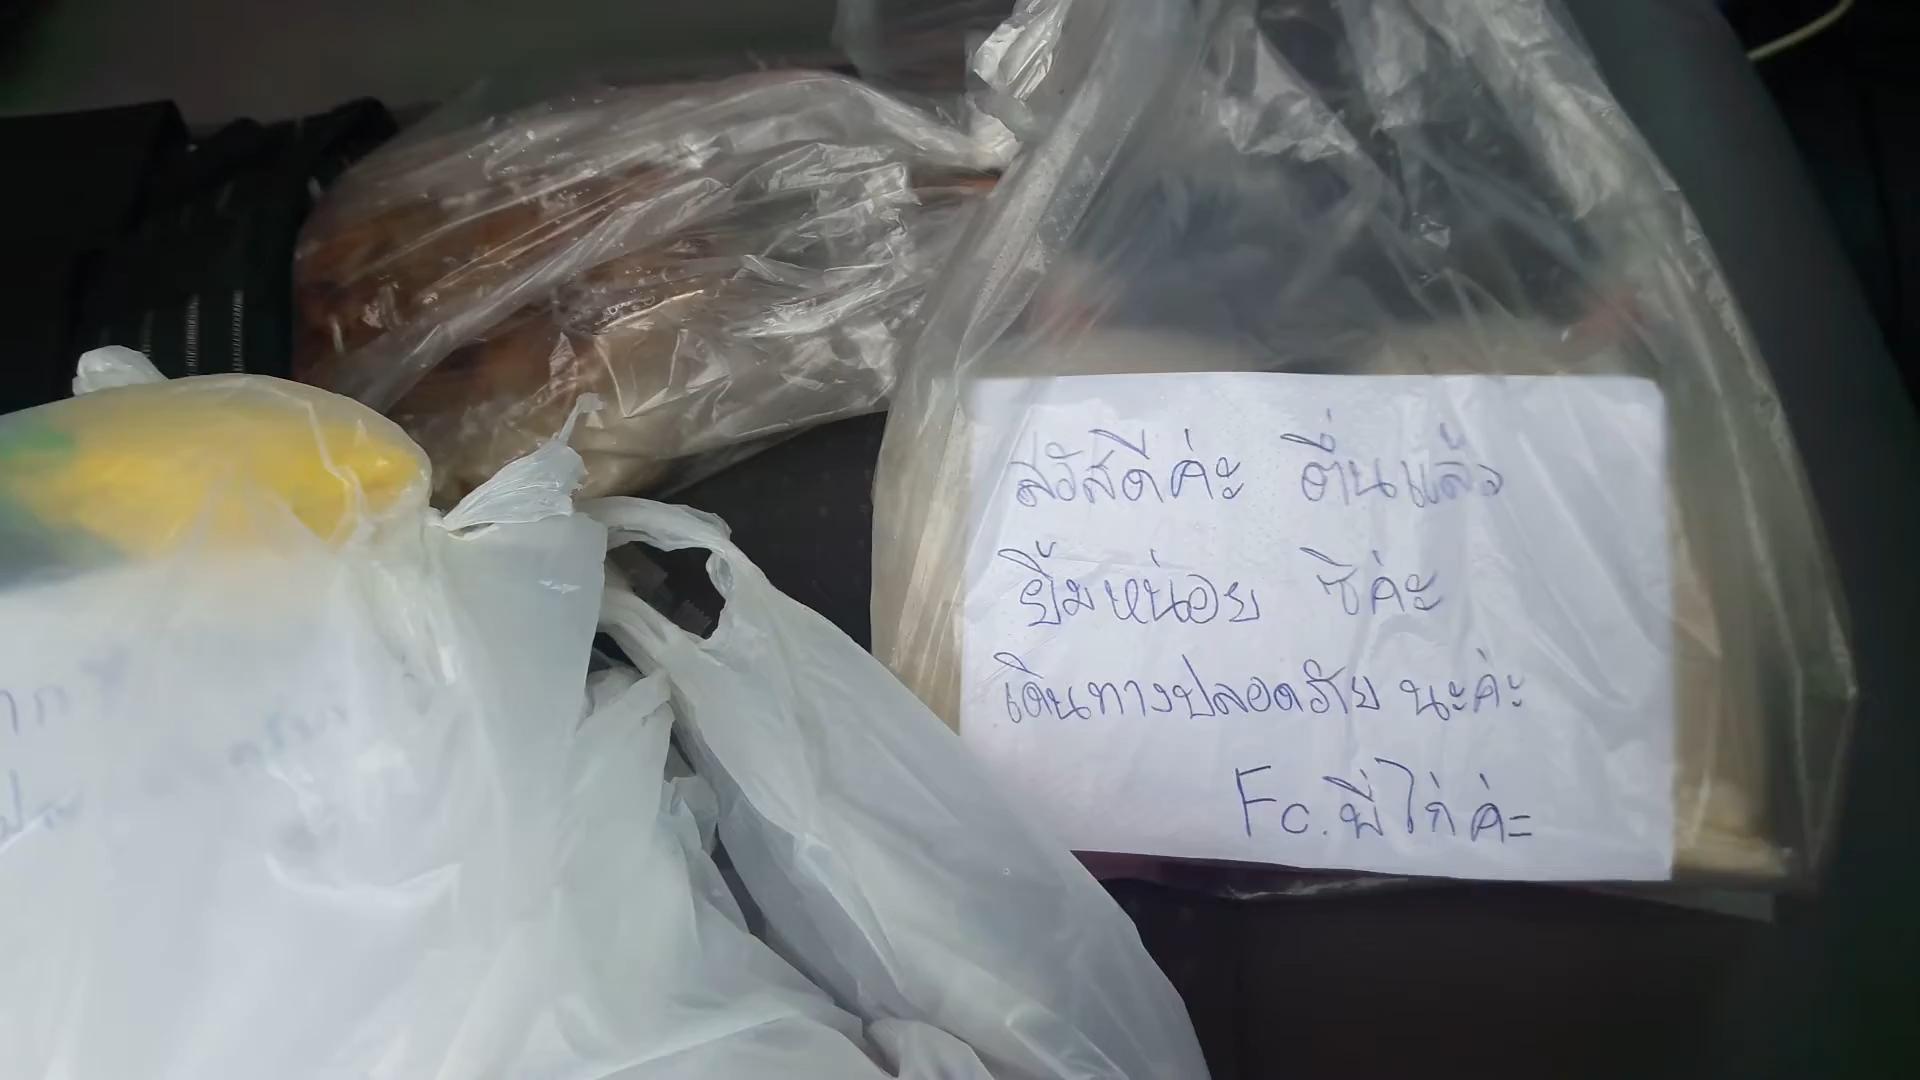 สวัสดีค่ะ ตื่นแล้ว
ยิ้มหน่อย ซิค่ะ
เดินทางปลอดภัย นะค่ะ
Fc. พี่ไก่ ค่ะ